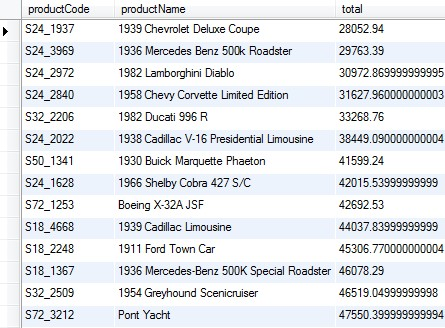 productCode productName total
S24_1937 1939 Chevrolet Deluxe Coupe 28052.94
S24_3969 1936 Mercedes Benz 500k Roadster 29763.39
S24_2972 1982 Lamborghini Diablo 30972.869999999995
S24_2840 1958 Chevy Corvette Limited Edition 31627.960000000003
S32_2206 1982 Ducati 996 R 33268.76
S24_2022 1938 Cadillac V-16 Presidential Limousine 38449.090000000004
S50_1341 1930 Buick Marquette Phaeton 41599.24
S24_1628 1966 Shelby Cobra 427 S/C 42015.53999999999
S72_1253 Boeing X-32A JSF 42692.53
S18_4668 1939 Cadillac Limousine 44037.83999999999
S18_2248 1911 Ford Town Car 45306.770000000004
S18_1367 1936 Mercedes-Benz 500K Special Roadster 46078.29
S32_2509 1954 Greyhound Scenicruiser 46519.04999999998
S72_3212 Pont Yacht 47550.399999999994